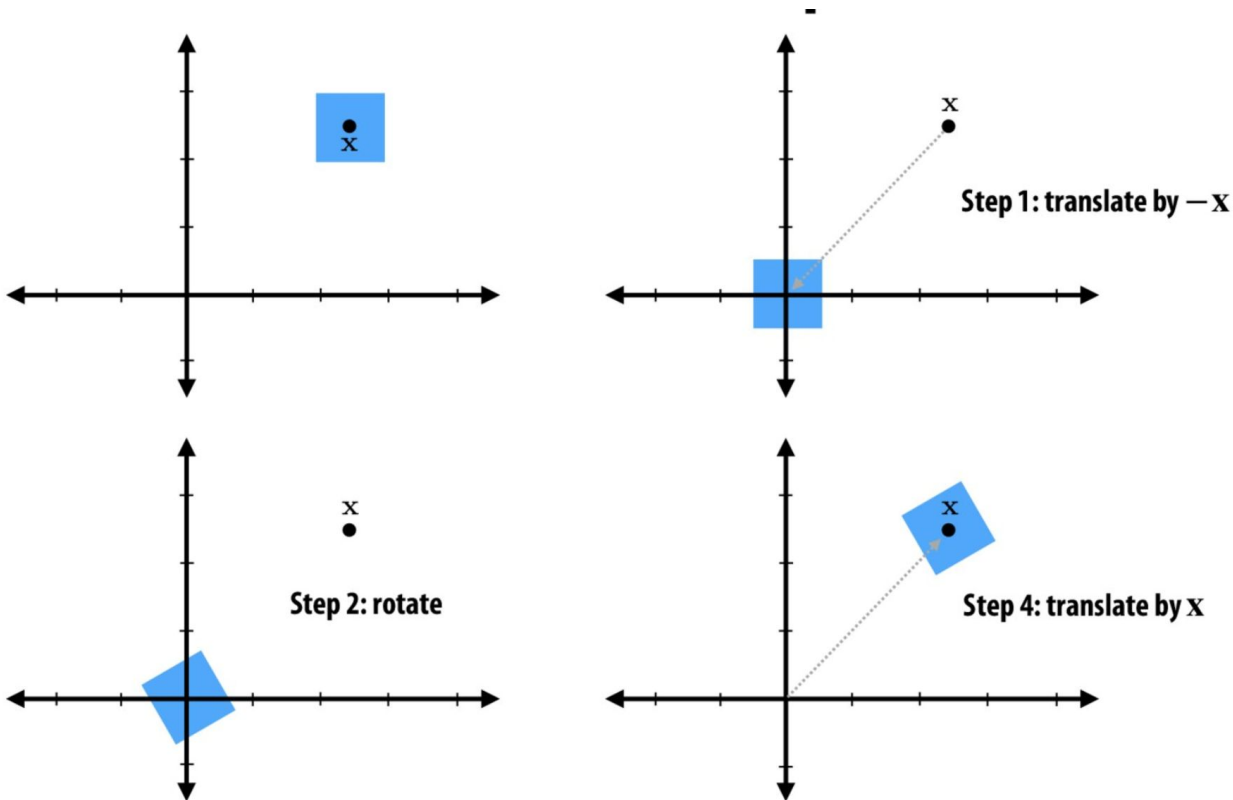 x
x
Step 1: translate by −x
x
Step 2: rotate
x
Step 4: translate by x